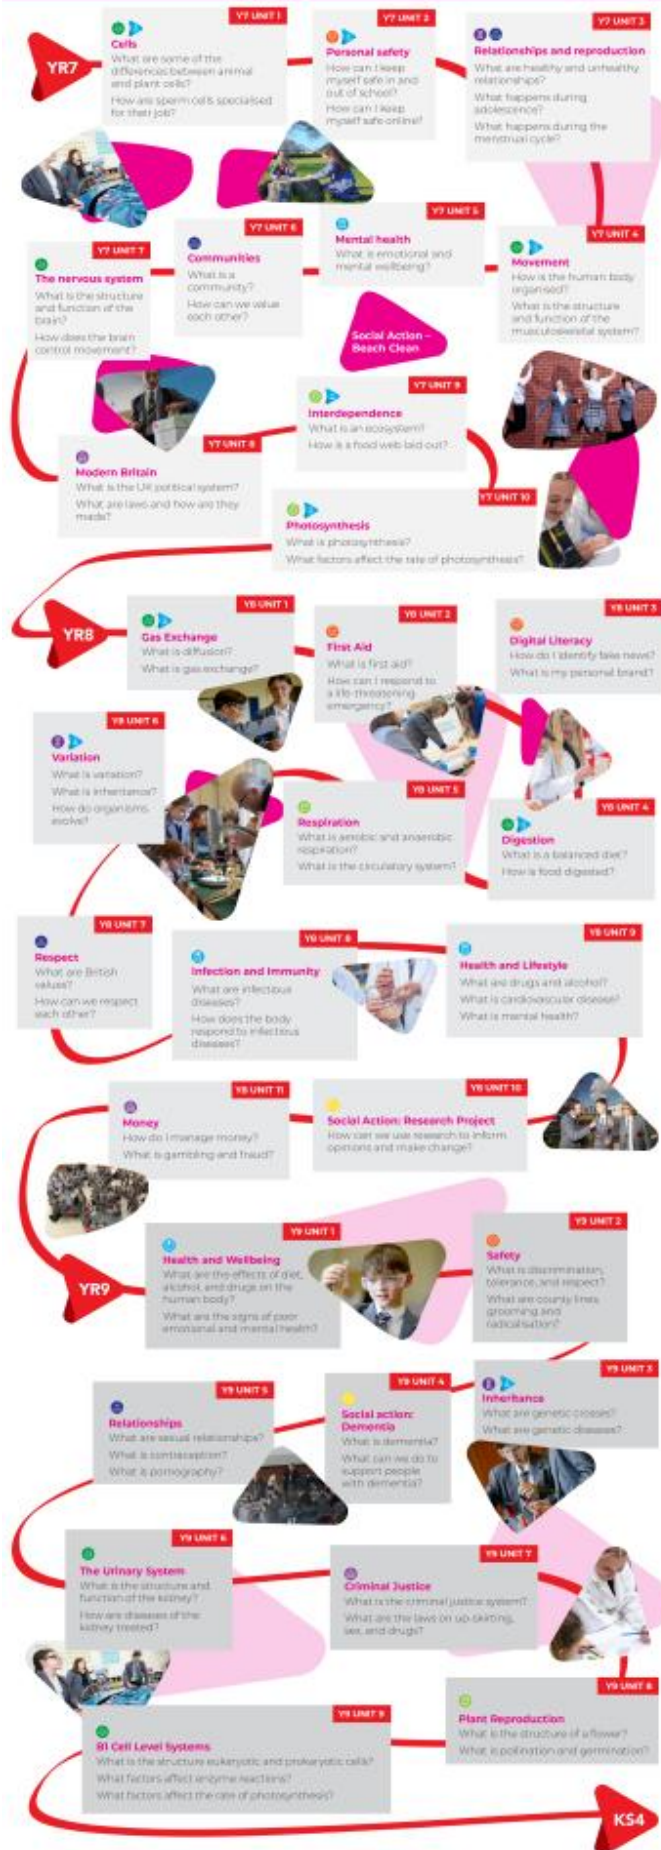 YR7
Y7 UNIT 1
Cells
What are some of the
differences between animal
and plant cells?
How are sperm cells specialised
for their job?
Y7 UNIT 2
Personal safety
How can I keep
myself safe in and
out of school?
How can I keep
myself safe online?
Y7 UNIT 3
Relationships and reproduction
What are healthy and unhealthy
relationships?
What happens during
adolescence?
What happens during the
menstrual cycle?
Y7 UNIT 4
Movement
How is the human body
organised?
What is the structure
and function of the
musculoskeletal system?
Y7 UNIT 5
Mental health
What is emotional and
mental wellbeing?
Y7 UNIT 6
Communities
What is a
community?
How can we value
each other?
Y7 UNIT 7
The nervous system
What is the structure
and function of the
brain?
How does the brain
control movement?
Social Action –
Beach Clean
Y7 UNIT 8
Modern Britain
What is the UK political system?
What are laws and how are they
made?
Y7 UNIT 9
Interdependence
What is an ecosystem?
How is a food web laid out?
Y7 UNIT 10
Photosynthesis
What is photosynthesis?
What factors affect the rate of photosynthesis?
YR8
Y8 UNIT 1
Gas Exchange
What is diffusion?
What is gas exchange?
Y8 UNIT 2
First Aid
What is first aid?
How can I respond to
a life-threatening
emergency?
Y8 UNIT 3
Digital Literacy
How do I identify fake news?
What is my personal brand?
Y8 UNIT 4
Digestion
What is a balanced diet?
How is food digested?
Y8 UNIT 5
Respiration
What is aerobic and anaerobic
respiration?
What is the circulatory system?
Y8 UNIT 6
Variation
What is variation?
What is inheritance?
How do organisms
evolve?
Y8 UNIT 7
Respect
What are British
values?
How can we respect
each other?
Y8 UNIT 8
Infection and Immunity
What are infectious
diseases?
How does the body
respond to infectious
diseases?
Y8 UNIT 9
Health and Lifestyle
What are drugs and alcohol?
What is cardiovascular disease?
What is mental health?
Y8 UNIT 10
Social Action: Research Project
How can we use research to inform
opinions and make change?
Y8 UNIT 11
Money
How do I manage money?
What is gambling and fraud?
YR9
Y9 UNIT 1
Health and Wellbeing
What are the effects of diet,
alcohol, and drugs on the
human body?
What are the signs of poor
emotional and mental health?
Y9 UNIT 2
Safety
What is discrimination,
tolerance, and respect?
What are county lines
grooming and
radicalisation?
Y9 UNIT 3
Inheritance
What are genetic crosses?
What are genetic diseases?
Y9 UNIT 4
Social action:
Dementia
What is dementia?
What can we do to
support people
with dementia?
Y9 UNIT 5
Relationships
What are sexual relationships?
What is contraception?
What is pornography?
Y9 UNIT 6
The Urinary System
What is the structure and
function of the kidney?
How are diseases of the
kidney treated?
Y9 UNIT 7
Criminal Justice
What is the criminal justice system?
What are the laws on up-skirting,
sex, and drugs?
Y9 UNIT 8
Plant Reproduction
What is the structure of a flower?
What is pollination and germination?
Y9 UNIT 9
B1 Cell Level Systems
What is the structure eukaryotic and prokaryotic cells?
What factors affect enzyme reactions?
What factors affect the rate of photosynthesis?
KS4